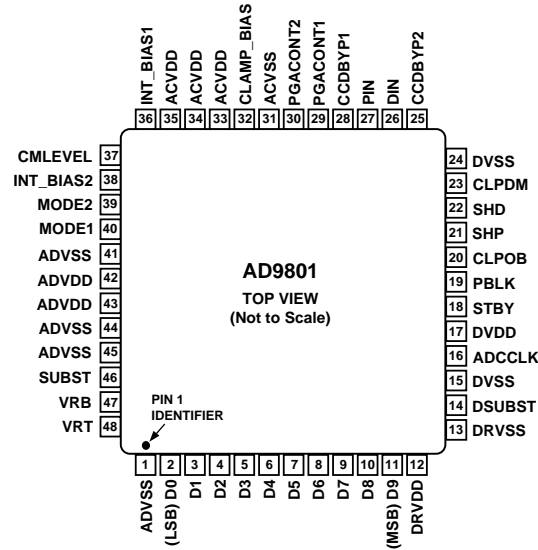 INT_BIAS1
ACVDD
ACVDD
ACVDD
CLAMP_BIAS
ACVSS
PGACONT2
PGACONT1
CCDBYP1
PIN
DIN
CCDBYP2
36 35 34 33 32 31 30 29 28 27 26 25
CMLEVEL 37
INT_BIAS2 38
MODE2 39
MODE1 40
ADVSS 41
ADVDD 42
ADVDD 43
ADVSS 44
ADVSS 45
SUBST 46
VRB 47
VRT 48
AD9801
TOP VIEW
(Not to Scale)
PIN 1
IDENTIFIER
24 DVSS
23 CLPDM
22 SHD
21 SHP
20 CLPOB
19 PBLK
18 STBY
17 DVDD
16 ADCCLK
15 DVSS
14 DSUBST
13 DRVSS
1 2 3 4 5 6 7 8 9 10 11 12
ADVSS
(LSB) D0
D1
D2
D3
D4
D5
D6
D7
D8
(MSB) D9
DRVDD